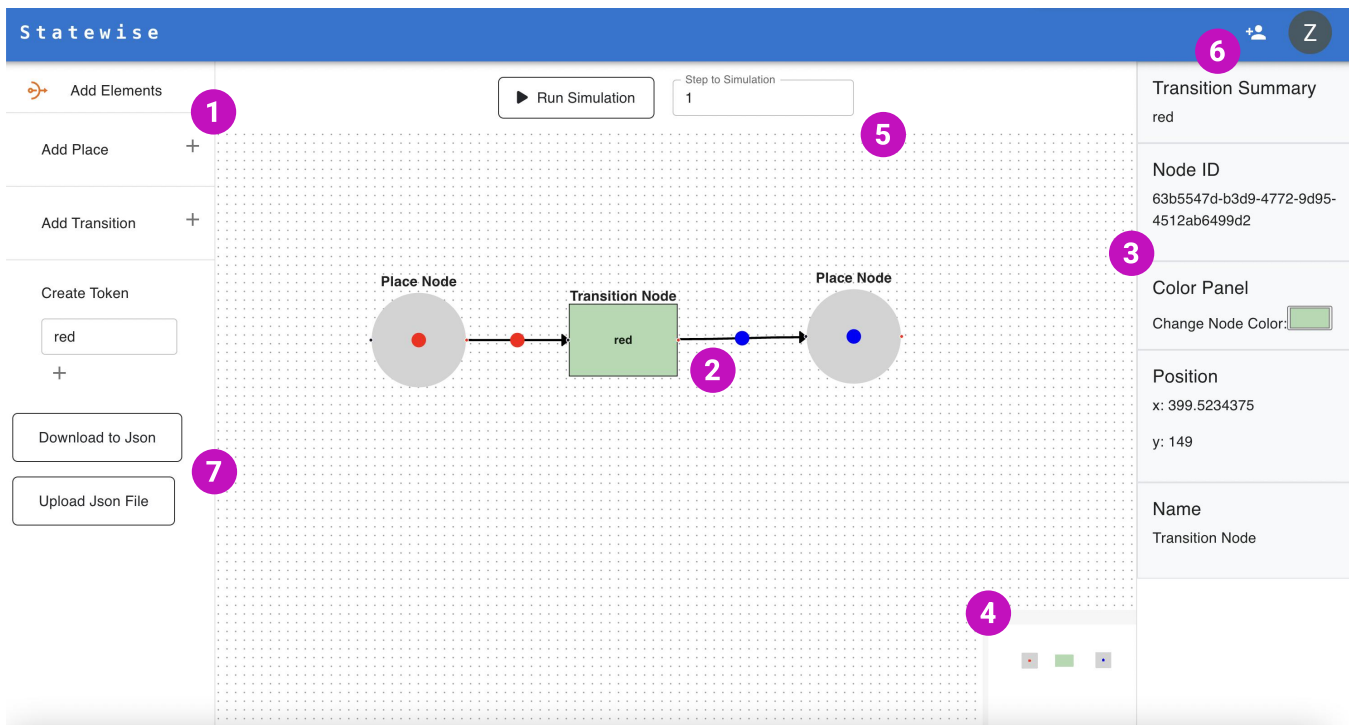 Statewise
6
Z
Add Elements
1
Add Place +
Add Transition +
Create Token
red
+
Download to Json
7
Upload Json File
Run Simulation
Step to Simulation
1
5
Place Node
Transition Node
red
Place Node
2
4
Transition Summary
red
Node ID
63b5547d-b3d9-4772-9d95-
4512ab6499d2
3
Color Panel
Change Node Color:
Position
x: 399.5234375
y: 149
Name
Transition Node